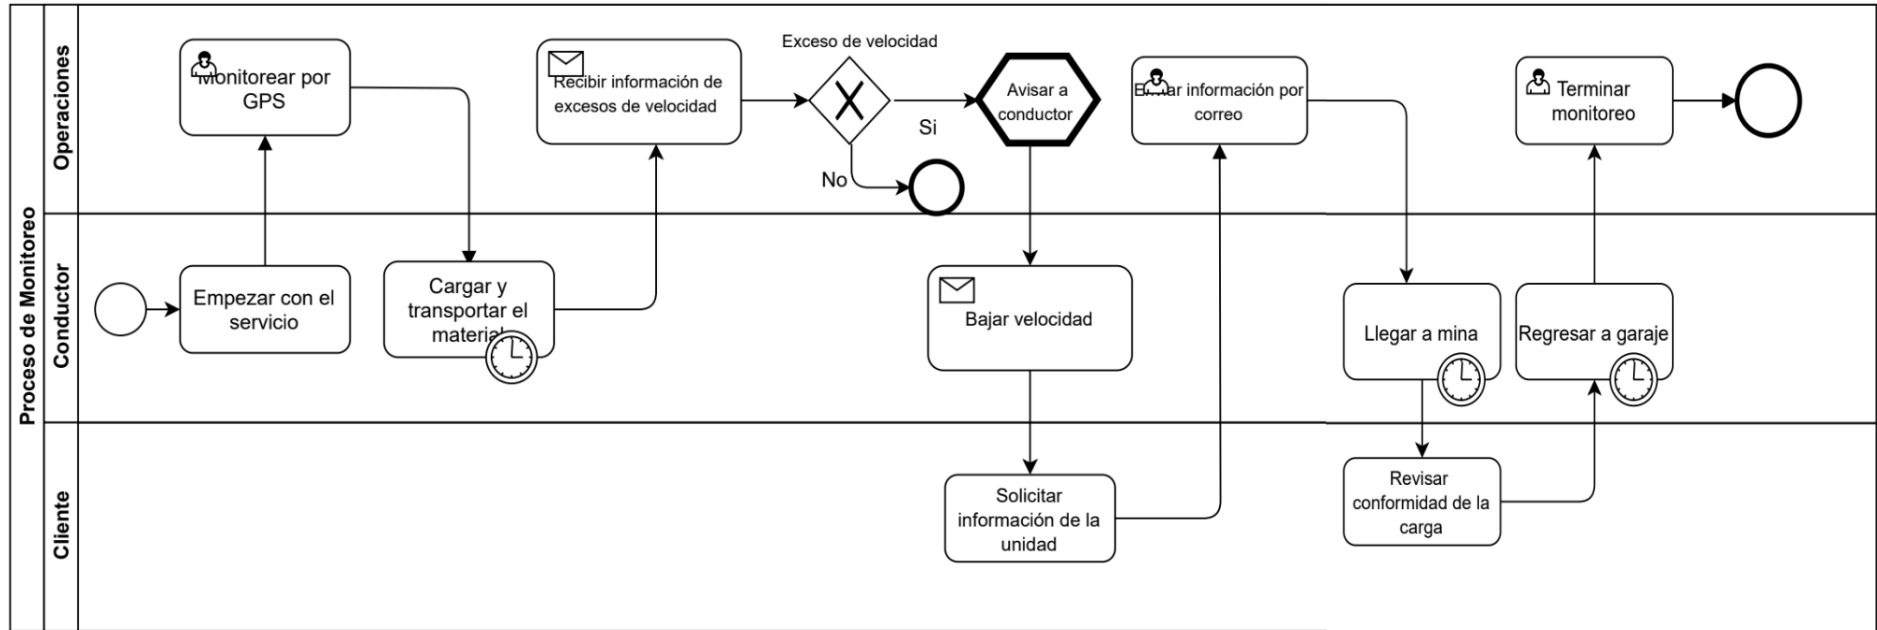 Proceso de Monitoreo
Operaciones
Monitorear por
GPS
Recibir información de
excesos de velocidad
Exceso de velocidad
Si
No
Avisar a
conductor
información por
correo
Terminar
monitoreo
Conductor
Empezar con el
servicio
Cargar y
transportar el
material
Bajar velocidad
Llegar a mina
Regresar a garaje
Cliente
Solicitar
información de la
unidad
Revisar
conformidad de la
carga